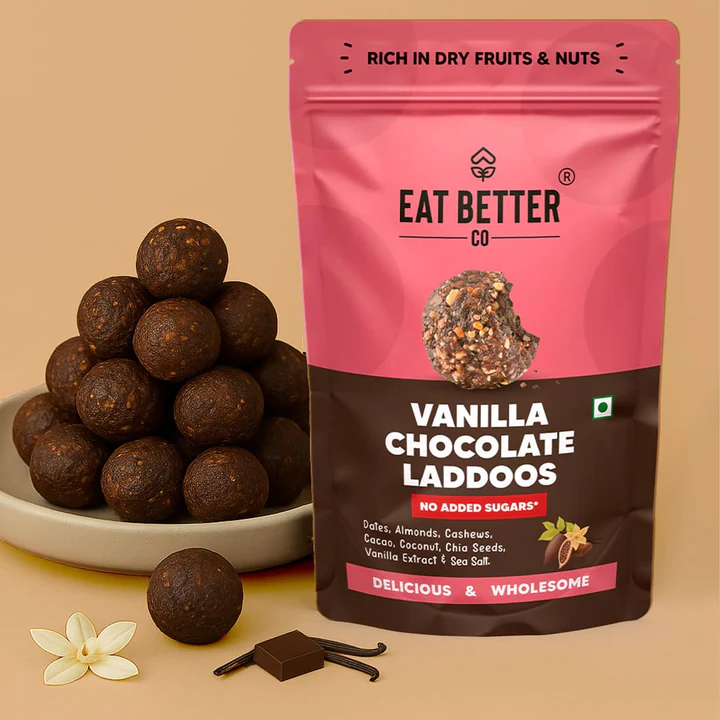 RICH IN DRY FRUITS & NUTS
®
EAT BETTER
CO
VANILLA
CHOCOLATE
LADDOOS
NO ADDED SUGARS*
Dates, Almonds, Cashews,
Cacao, Coconut, Chia Seeds,
Vanilla Extract & Sea Salt.
DELICIOUS & WHOLESOME